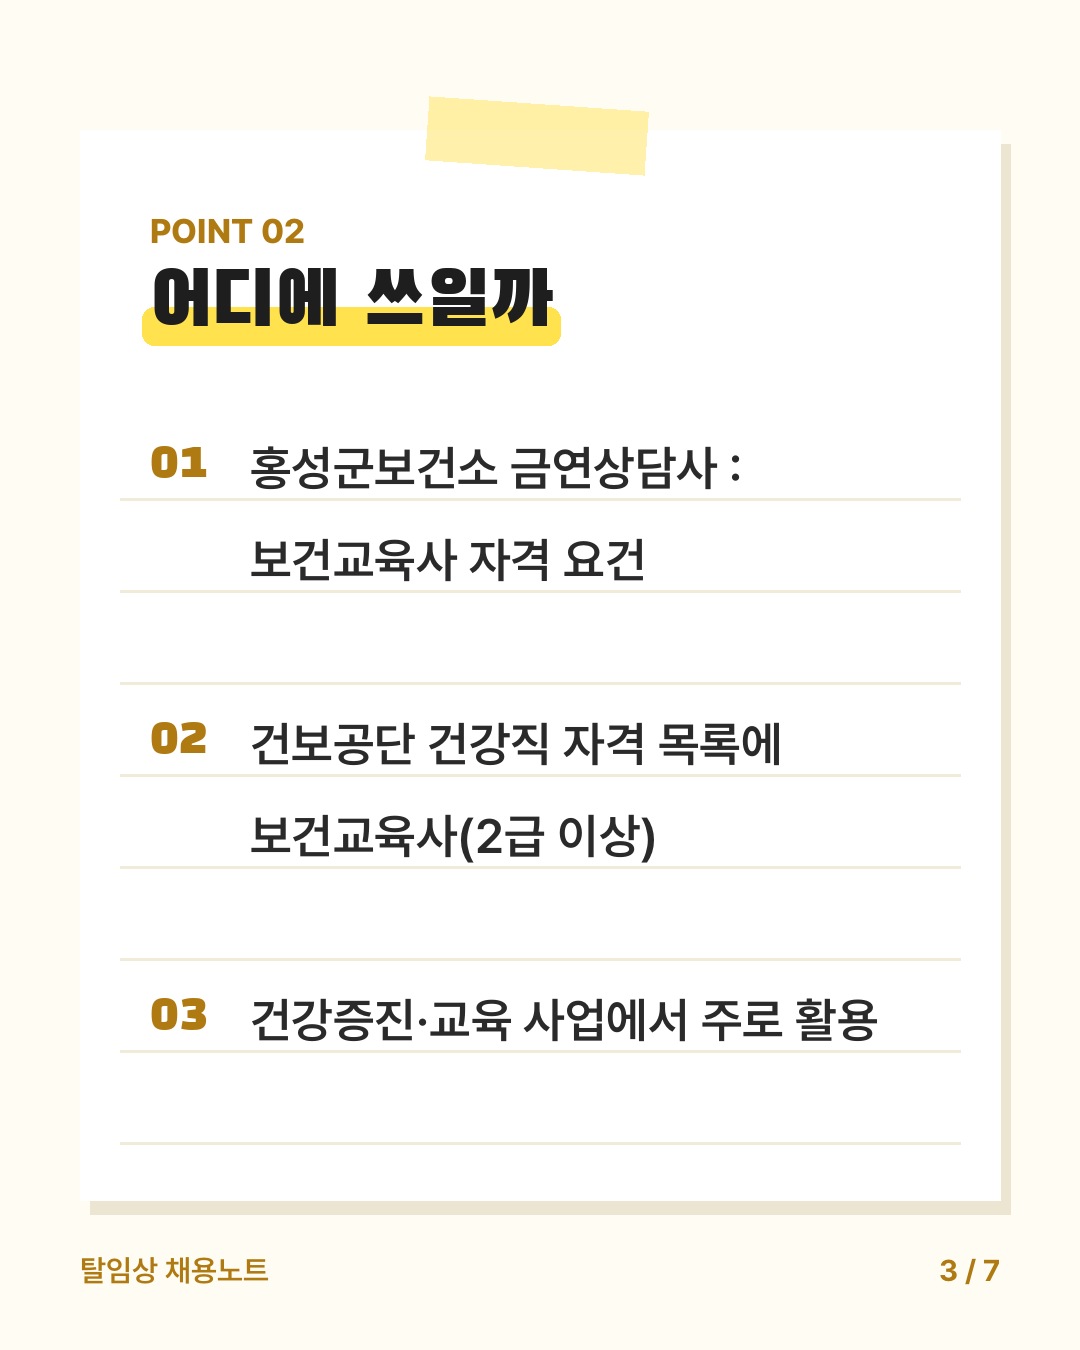 POINT 02
어디에 쓰일까
01 홍성군보건소 금연상담사 :
보건교육사 자격 요건
02 건보공단 건강직 자격 목록에
보건교육사(2급 이상)
03 건강증진·교육 사업에서 주로 활용
탈임상 채용노트
3 / 7